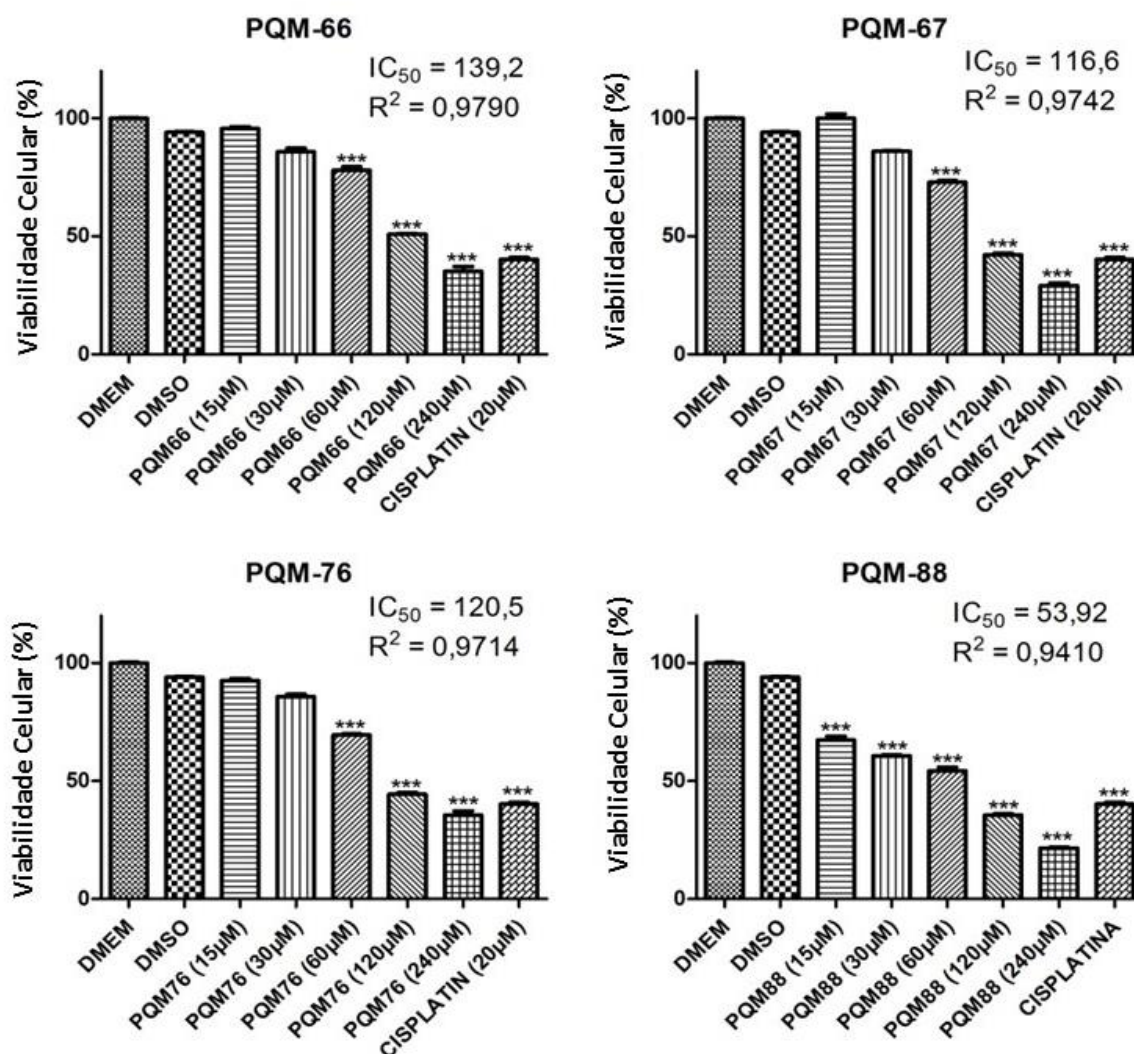 PQM-66
IC50 = 139,2
R2 = 0,9790
Viabilidade Celular (%)
100
50
0
***
***
***
***
DMEM
DMSO
PQM66 (15µM)
PQM66 (30µM)
PQM66 (60µM)
PQM66 (120µM)
PQM66 (240µM)
CISPLATIN (20µM)
PQM-67
IC50 = 116,6
R2 = 0,9742
Viabilidade Celular (%)
100
50
0
***
***
***
***
DMEM
DMSO
PQM67 (15µM)
PQM67 (30µM)
PQM67 (60µM)
PQM67 (120µM)
PQM67 (240µM)
CISPLATIN (20µM)
PQM-76
IC50 = 120,5
R2 = 0,9714
Viabilidade Celular (%)
100
50
0
***
***
***
***
DMEM
DMSO
PQM76 (15µM)
PQM76 (30µM)
PQM76 (60µM)
PQM76 (120µM)
PQM76 (240µM)
CISPLATIN (20µM)
PQM-88
IC50 = 53,92
R2 = 0,9410
Viabilidade Celular (%)
100
50
0
***
***
***
***
***
***
DMEM
DMSO
PQM88 (15µM)
PQM88 (30µM)
PQM88 (60µM)
PQM88 (120µM)
PQM88 (240µM)
CISPLATINA